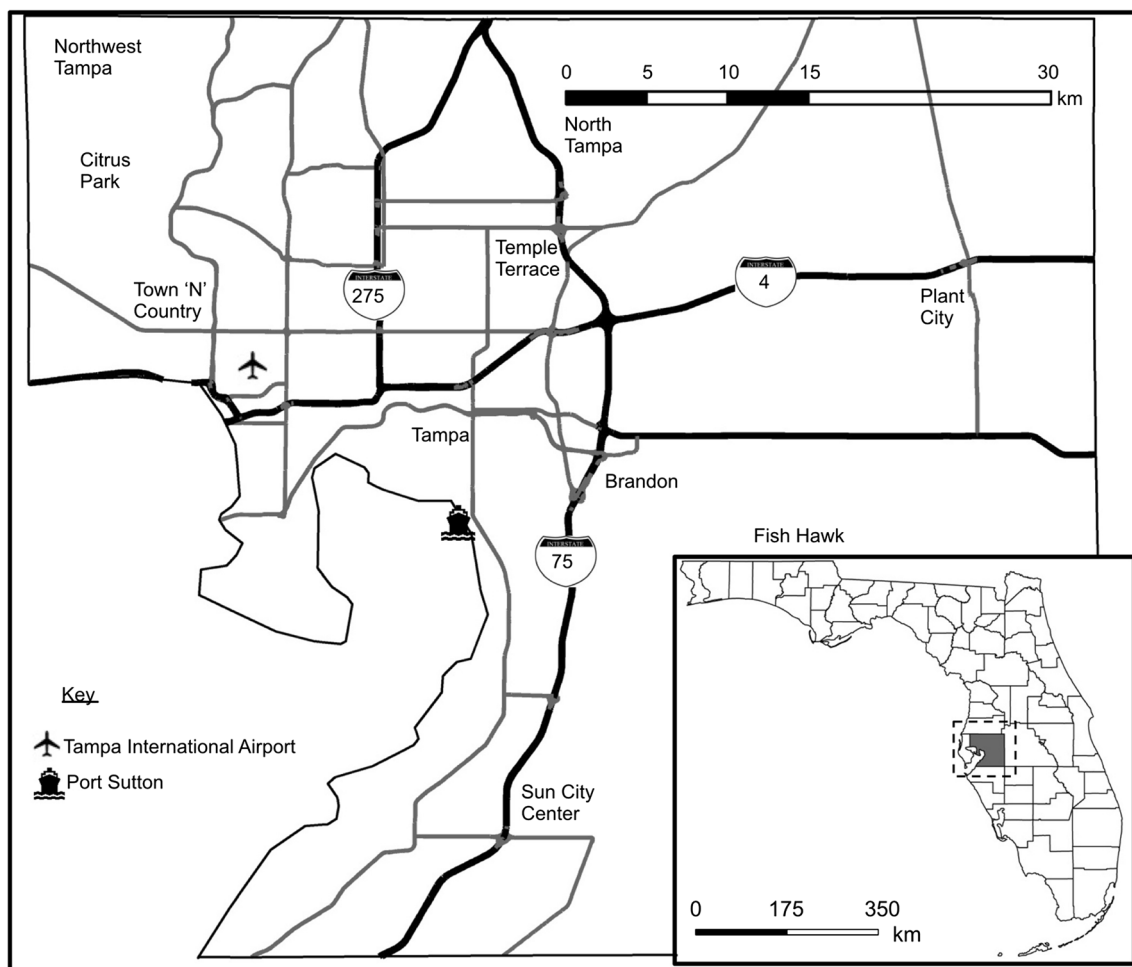 Northwest
Tampa
0 5 10 15 30
km
North
Tampa
Citrus
Park
Temple
Terrace
Town 'N'
Country
INTERSTATE
275
INTERSTATE
4
Plant
City
Tampa
Brandon
Fish Hawk
INTERSTATE
75
Key
Tampa International Airport
Port Sutton
Sun City
Center
0 175 350
km